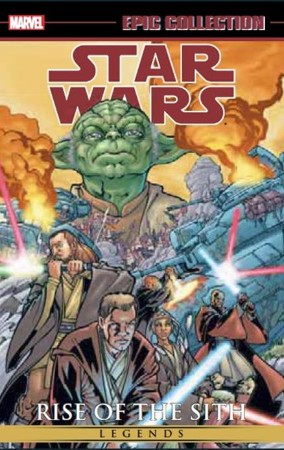 MARVEL
EPIC COLLECTION
STAR
WARS
RISE OF THE SITH
LEGENDS